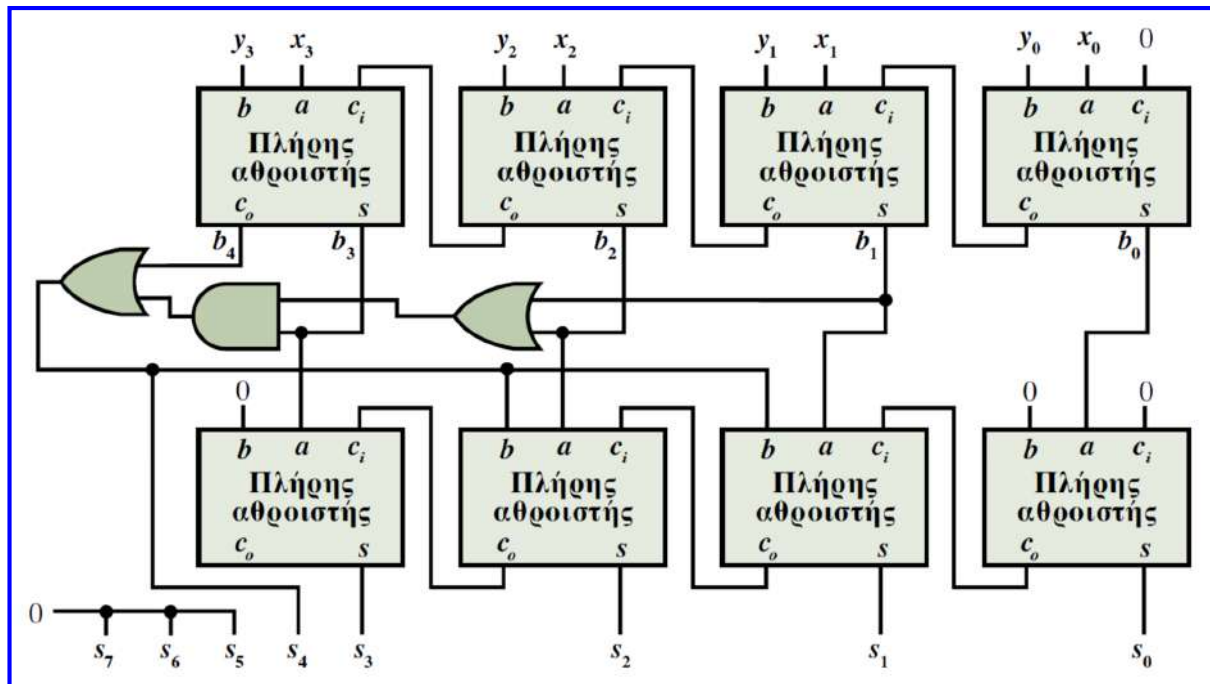 y3 x3 y2 x2 y1 x1 y0 x0 0
b a ci b a ci b a ci b a ci
Πλήρης Πλήρης Πλήρης Πλήρης
αθροιστής αθροιστής αθροιστής αθροιστής
co s co s co s co s
b4 b3 b2 b1 b0
0 0 0
b a ci b a ci b a ci b a ci
Πλήρης Πλήρης Πλήρης Πλήρης
αθροιστής αθροιστής αθροιστής αθροιστής
co s co s co s co s
0
s7 s6 s5 s4 s3 s2 s1 s0